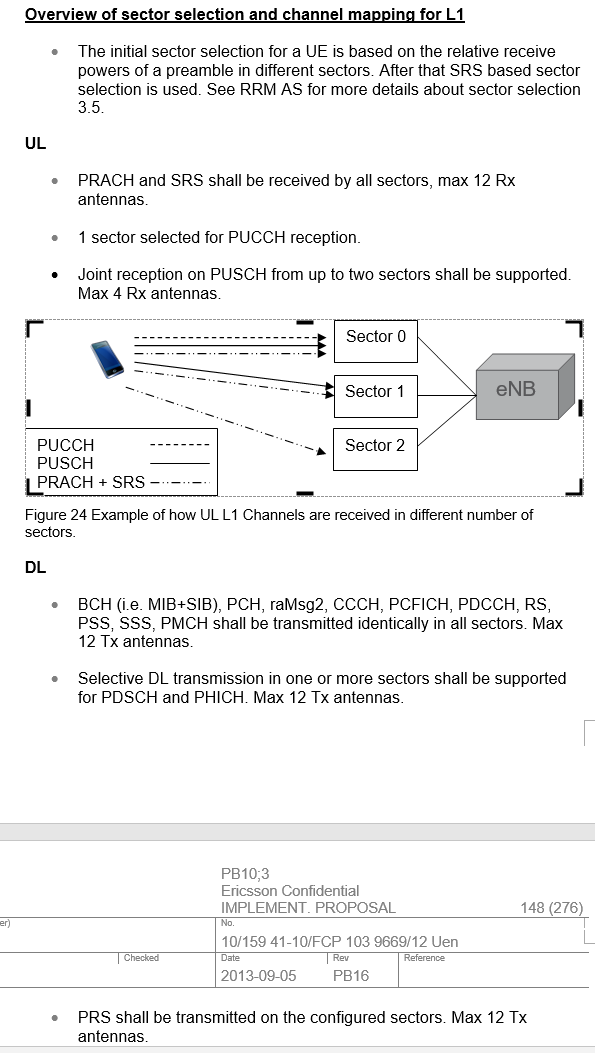 Overview of sector selection and channel mapping for L1
The initial sector selection for a UE is based on the relative receive
powers of a preamble in different sectors. After that SRS based sector
selection is used. See RRM AS for more details about sector selection
3.5.
UL
PRACH and SRS shall be received by all sectors, max 12 Rx
antennas.
1 sector selected for PUCCH reception.
Joint reception on PUSCH from up to two sectors shall be supported.
Max 4 Rx antennas.
Sector 0
Sector 1
eNB
Sector 2
PUCCH
PUSCH
PRACH + SRS
Figure 24 Example of how UL L1 Channels are received in different number of
sectors.
DL
BCH (i.e. MIB+SIB), PCH, raMsg2, CCCH, PCFICH, PDCCH, RS,
PSS, SSS, PMCH shall be transmitted identically in all sectors. Max
12 Tx antennas.
Selective DL transmission in one or more sectors shall be supported
for PDSCH and PHICH. Max 12 Tx antennas.
PB10;3
Ericsson Confidential
IMPLEMENT. PROPOSAL 148 (276)
er) No.
10/159 41-10/FCP 103 9669/12 Uen
Checked Date Rev Reference
2013-09-05 PB16
PRS shall be transmitted on the configured sectors. Max 12 Tx
antennas.